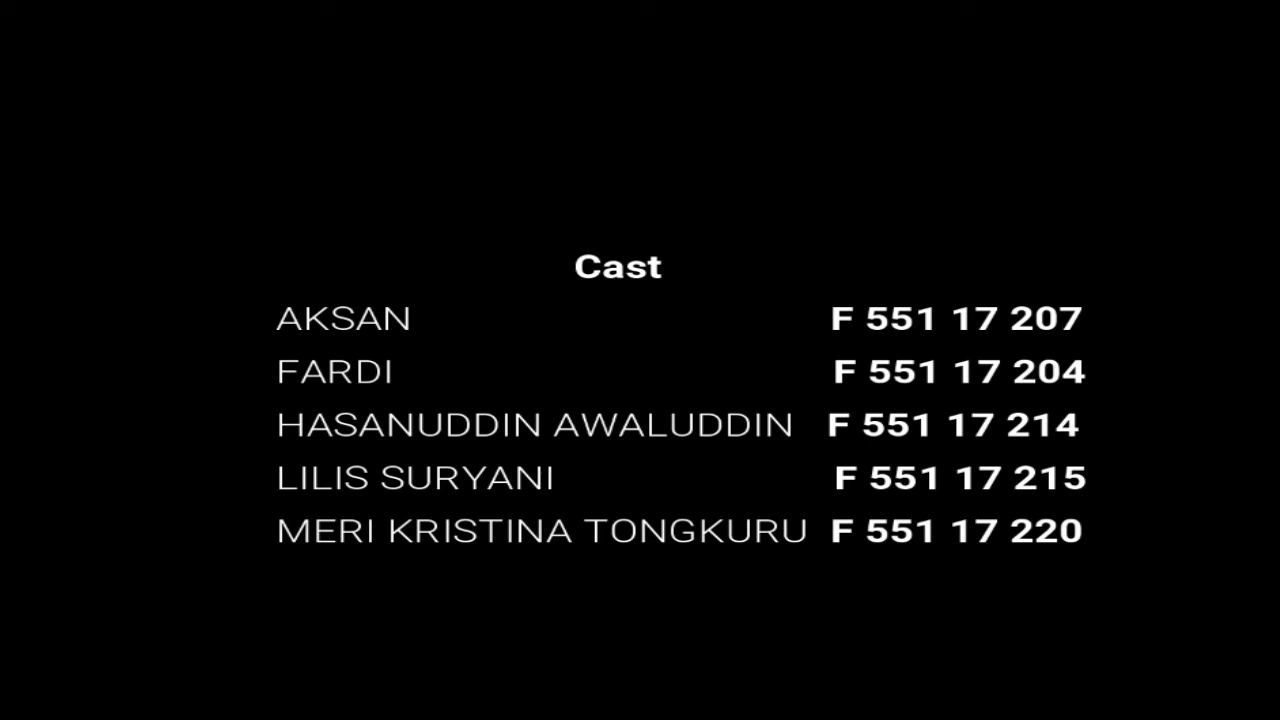 Cast
AKSAN F 551 17 207
FARDI F 551 17 204
HASANUDDIN AWALUDDIN F 551 17 214
LILIS SURYANI F 551 17 215
MERI KRISTINA TONGKURU F 551 17 220